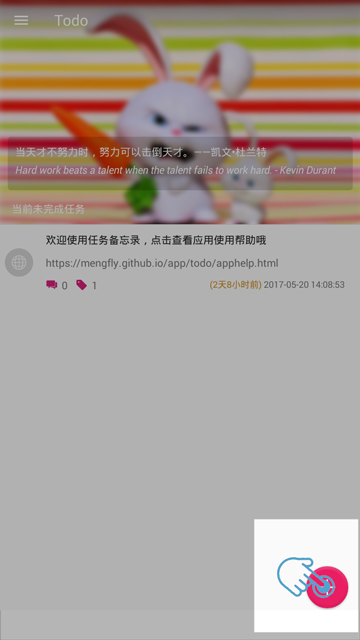 Todo
当天才不努力时，努力可以击倒天才。——凯文•杜兰特
Hard work beats a talent when the talent fails to work hard. - Kevin Durant
当前未完成任务
欢迎使用任务备忘录，点击查看应用使用帮助哦
https://mengfly.github.io/app/todo/apphelp.html
0 1 (2天8小时前) 2017-05-20 14:08:53